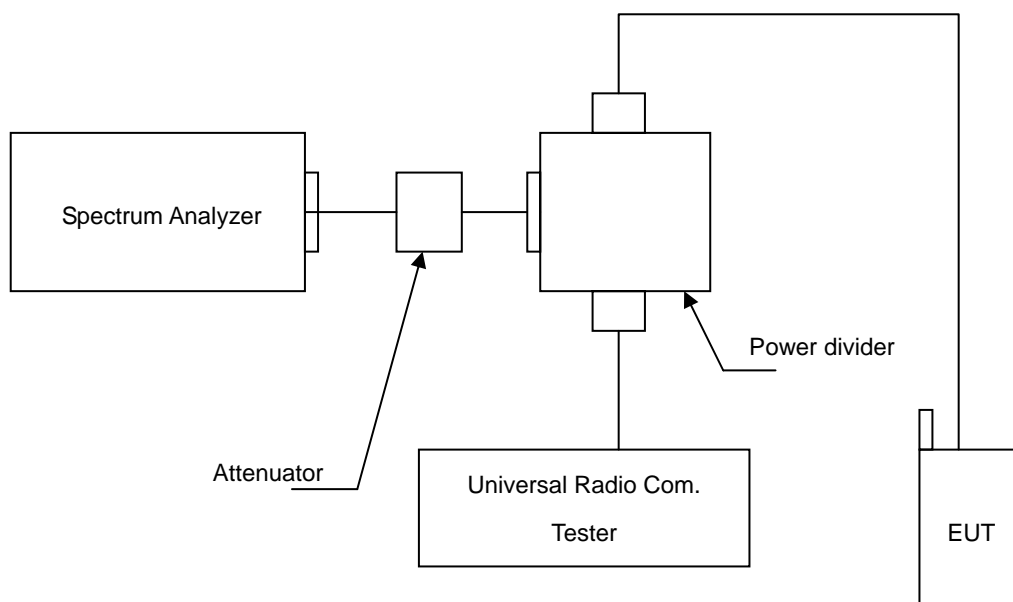 Spectrum Analyzer
Power divider
Attenuator
Universal Radio Com.
Tester
EUT